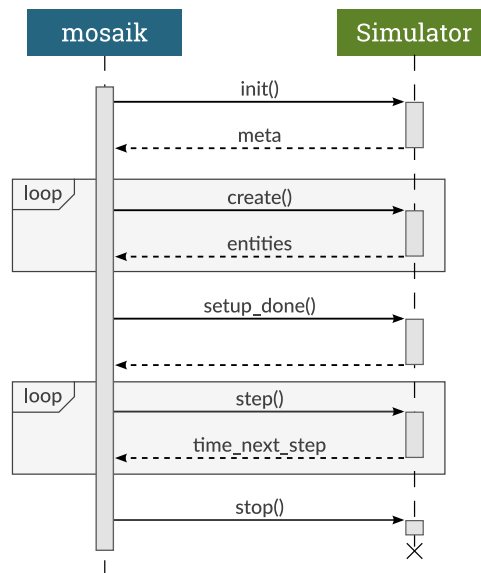 mosaik
Simulator
init()
meta
loop
create()
entities
setup_done()
loop
step()
time_next_step
stop()